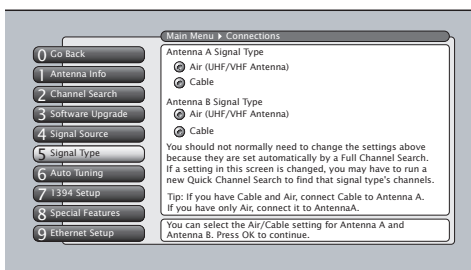 Main Menu ▶ Connections
0 Go Back
1 Antenna Info
2 Channel Search
3 Software Upgrade
4 Signal Source
5 Signal Type
6 Auto Tuning
7 1394 Setup
8 Special Features
9 Ethernet Setup
Antenna A Signal Type
Air (UHF/VHF Antenna)
Cable
Antenna B Signal Type
Air (UHF/VHF Antenna)
Cable
You should not normally need to change the settings above
because they are set automatically by a Full Channel Search.
If a setting in this screen is changed, you may have to run a
new Quick Channel Search to find that signal type's channels.
Tip: If you have Cable and Air, connect Cable to Antenna A.
If you have only Air, connect it to AntennaA.
You can select the Air/Cable setting for Antenna A and
Antenna B. Press OK to continue.